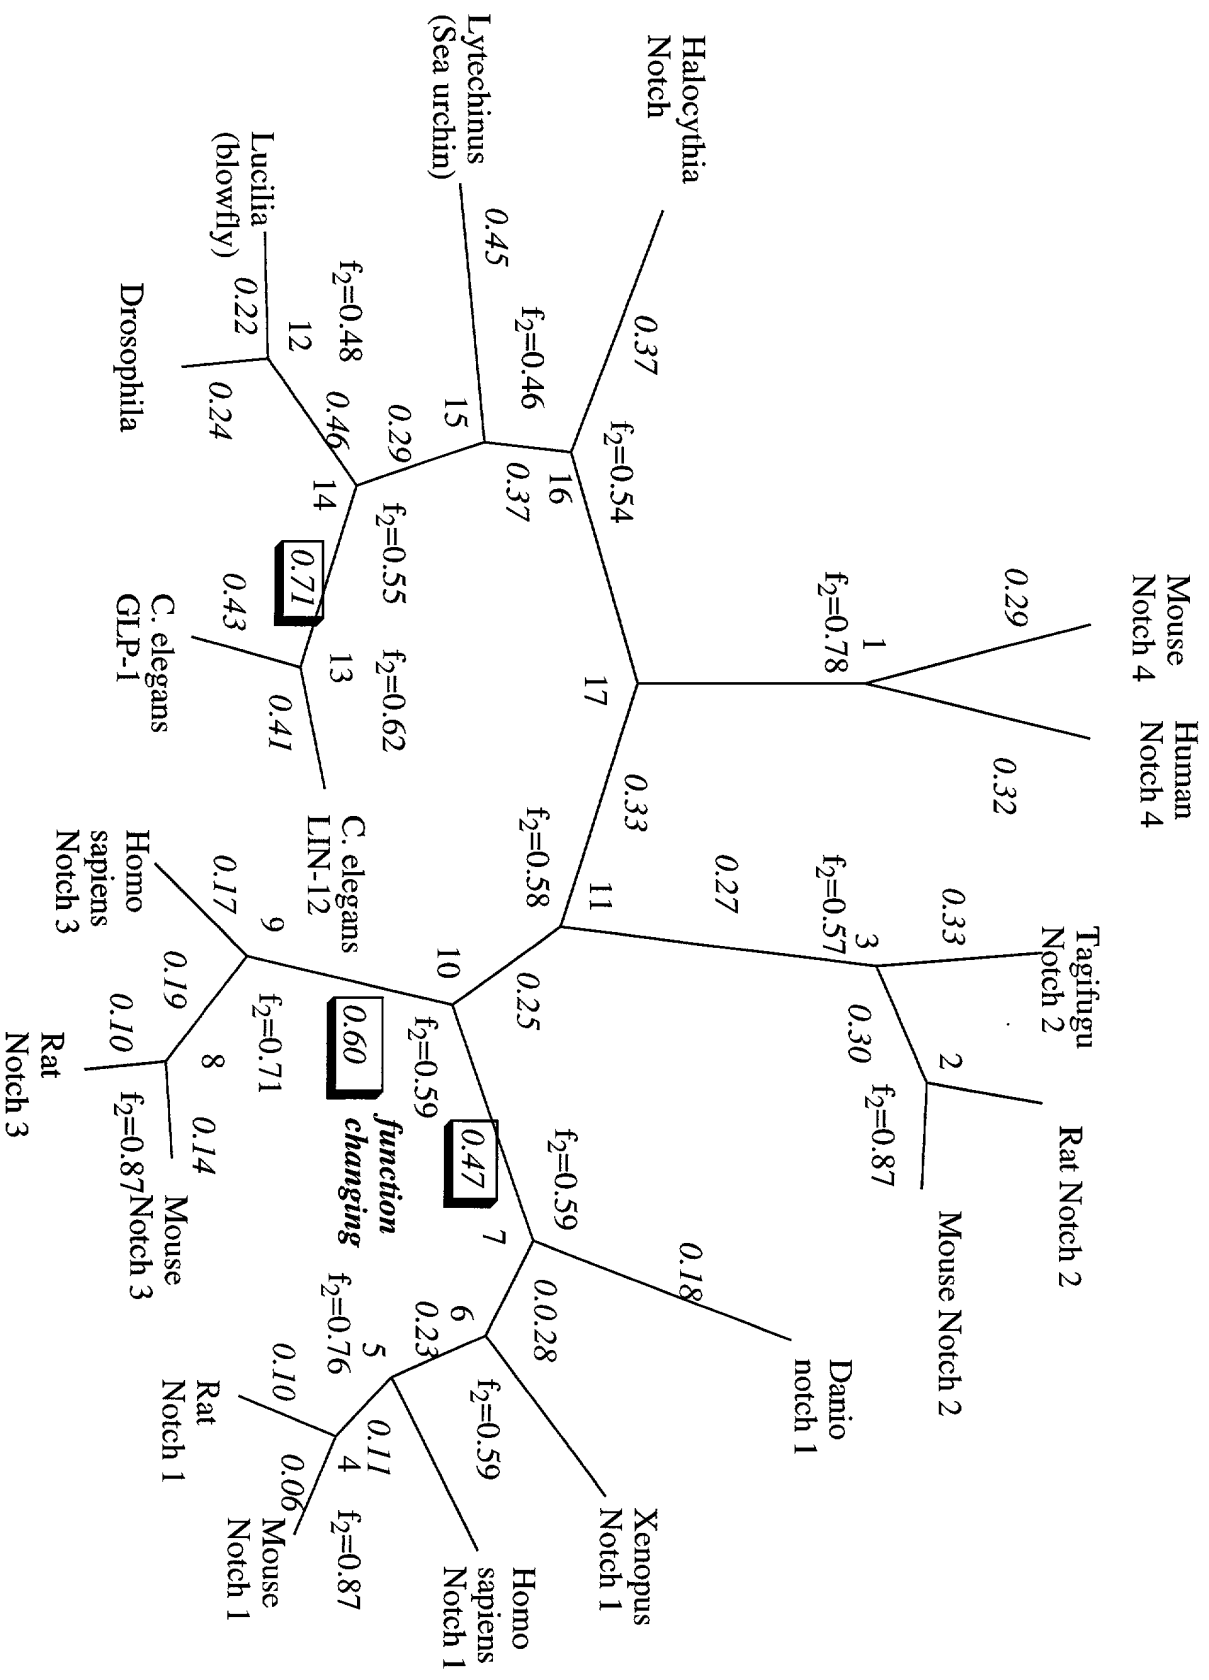 Halocythia
Notch
0.37
Lytechinus
(Sea urchin)
0.45
f2=0.46
15
0.37
16
f2=0.54
Lucilia
(blowfly)
0.22
12
f2=0.48
Drosophila
0.24
0.46
0.29
14
f2=0.55
0.71
13
f2=0.62
C. elegans
GLP-1
0.43
0.41
C. elegans
LIN-12
17
Mouse
Notch 4
0.29
Human
Notch 4
0.32
1
f2=0.78
0.33
f2=0.58
11
0.27
f2=0.57
3
0.33
Tagifugu
Notch 2
0.30
2
f2=0.87
Rat Notch 2
Mouse Notch 2
0.25
10
f2=0.59
0.60
function
changing
0.47
Homo
sapiens
Notch 3
0.17
9
f2=0.71
0.19
8
0.10
Rat
Notch 3
0.14
f2=0.87
Mouse
Notch 3
f2=0.59
7
0.18
Danio
notch 1
0.0.28
6
f2=0.59
Xenopus
Notch 1
0.23
5
f2=0.76
Homo
sapiens
Notch 1
0.11
4
f2=0.87
0.10
Rat
Notch 1
0.06
Mouse
Notch 1